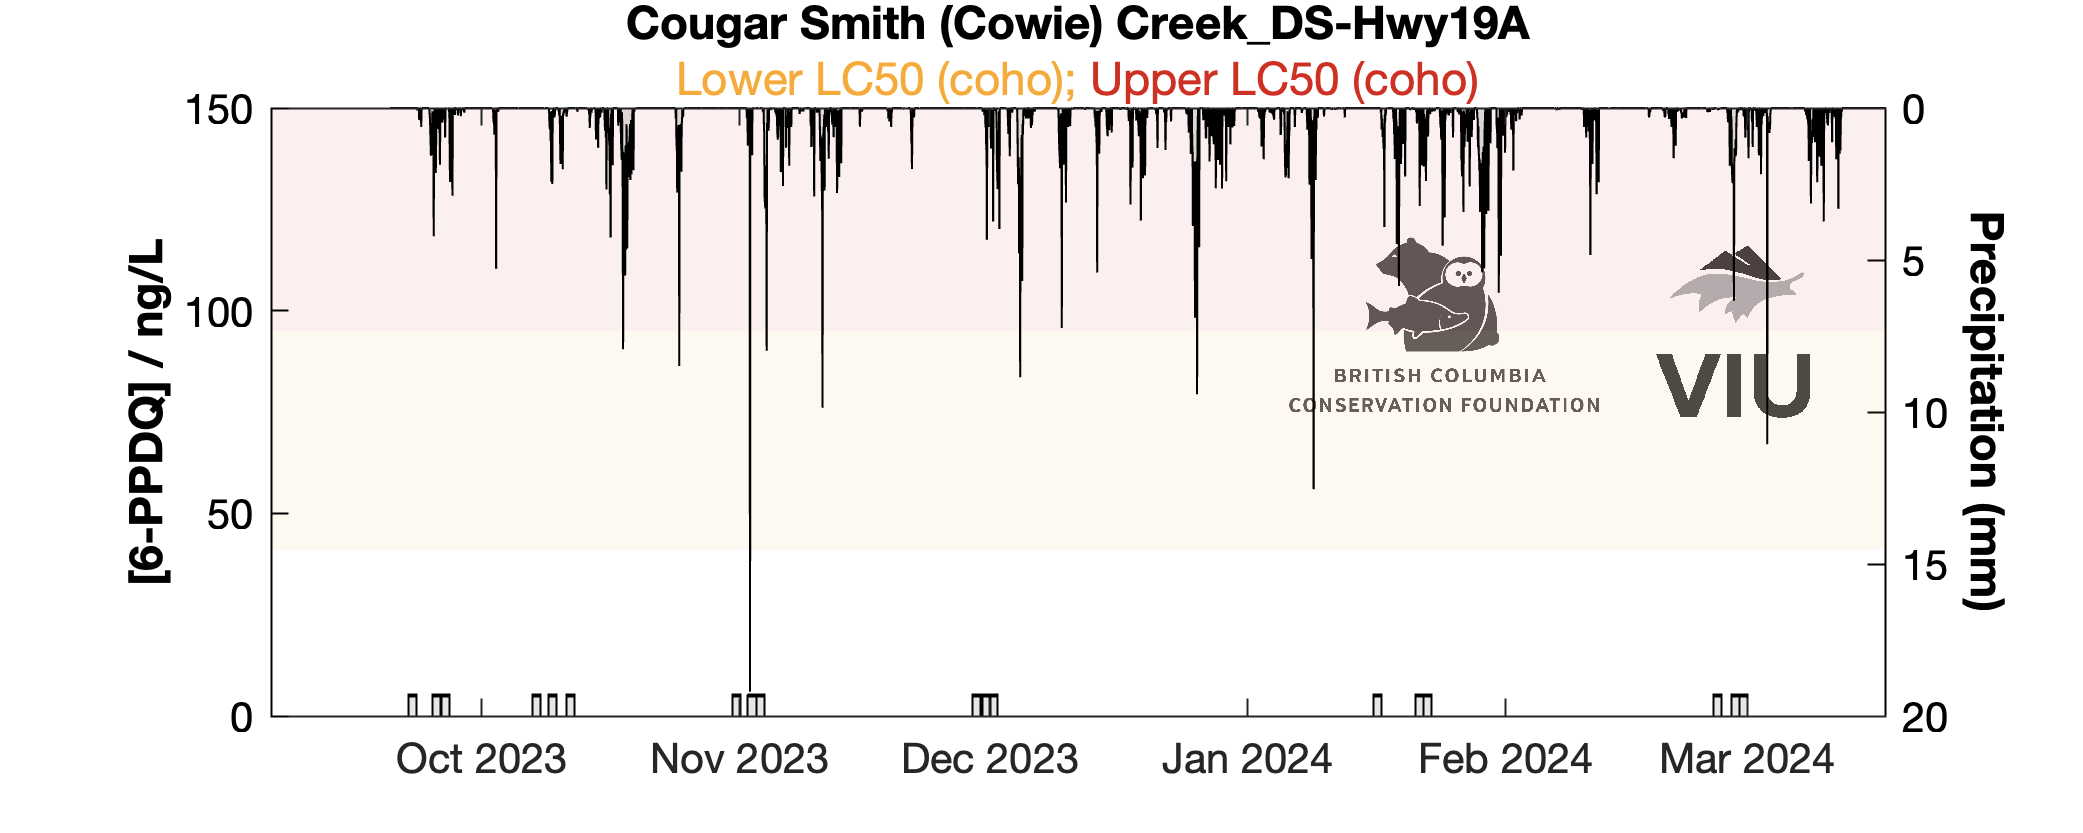 Cougar Smith (Cowie) Creek_DS-Hwy19A
Lower LC50 (coho); Upper LC50 (coho)
150
100
50
0
[6-PPDQ] / ng/L
0
5
10
15
20
Precipitation (mm)
BRITISH COLUMBIA
CONSERVATION FOUNDATION
VIU
Oct 2023
Nov 2023
Dec 2023
Jan 2024
Feb 2024
Mar 2024